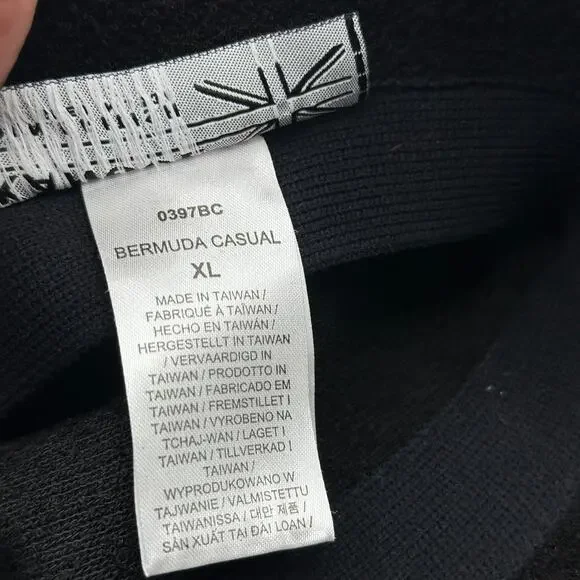 0397BC
BERMUDA CASUAL
XL
MADE IN TAIWAN /
FABRIQUÉ À TAÏWAN /
HECHO EN TAIWÁN /
HERGESTELLT IN TAIWAN
/ VERVAARDIGD IN
TAIWAN / PRODOTTO IN
TAIWAN / FABRICADO EM
TAIWAN / FREMSTILLET I
TAIWAN / VYROBENO NA
TCHAJ-WAN / LAGET I
TAIWAN / TILLVERKAD I
TAIWAN /
WYPRODUKOWANO W
TAJWANIE / VALMISTETTU
TAIWANISSA / 대만 제품 /
SẢN XUẤT TẠI ĐÀI LOAN /